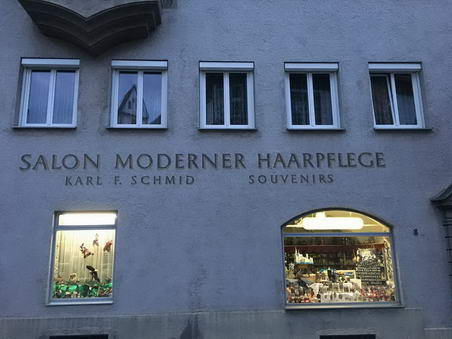 SALON MODERNER HAARPFLEGE
KARL F. SCHMID SOUVENIRS